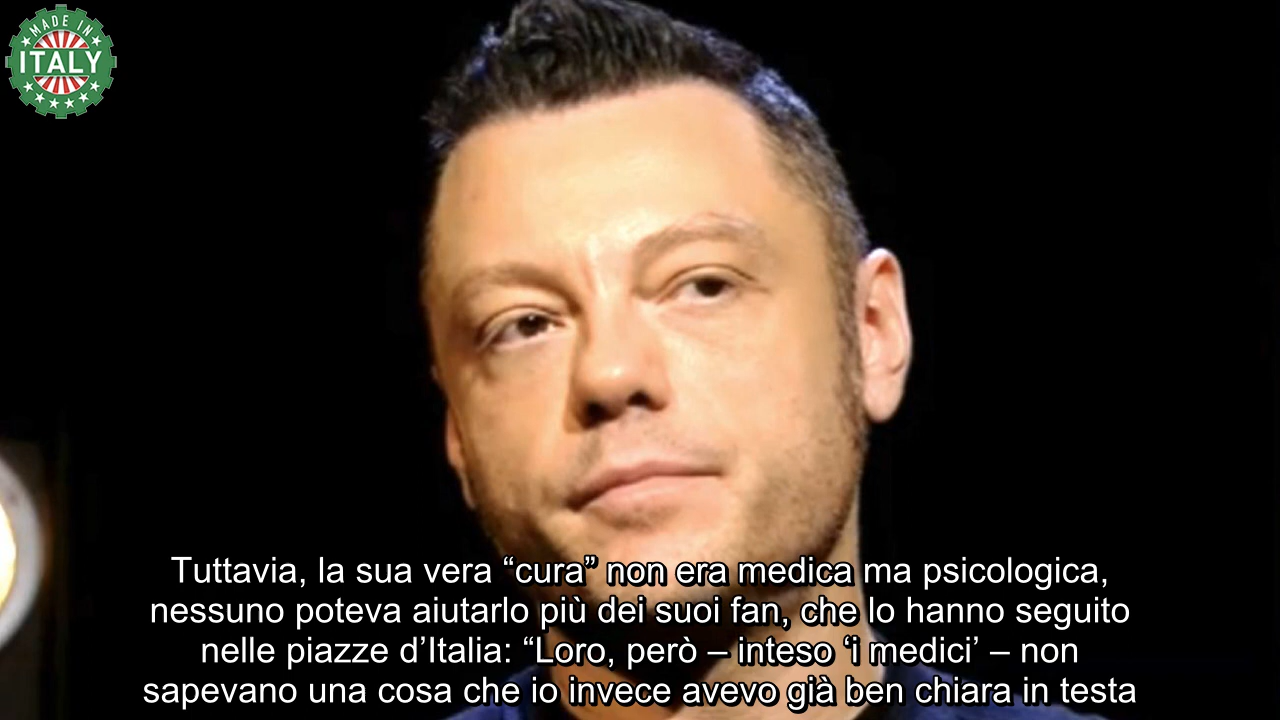 MADE IN
ITALY
Tuttavia, la sua vera “cura” non era medica ma psicologica,
nessuno poteva aiutarlo più dei suoi fan, che lo hanno seguito
nelle piazze d’Italia: “Loro, però – inteso ‘i medici’ – non
sapevano una cosa che io invece avevo già ben chiara in testa